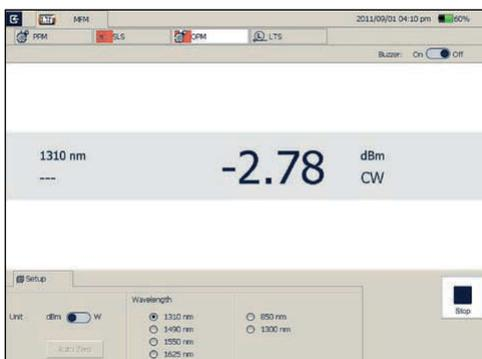 MFM 2011/09/01 04:10 pm 60%
PPM SLS OPM LTS
Buzzer: On Off
1310 nm -2.78 dBm
--- CW
Setup
Wavelength
Unit dBm W 1310 nm 850 nm
1490 nm 1300 nm
1550 nm
Auto Zero 1625 nm
Stop